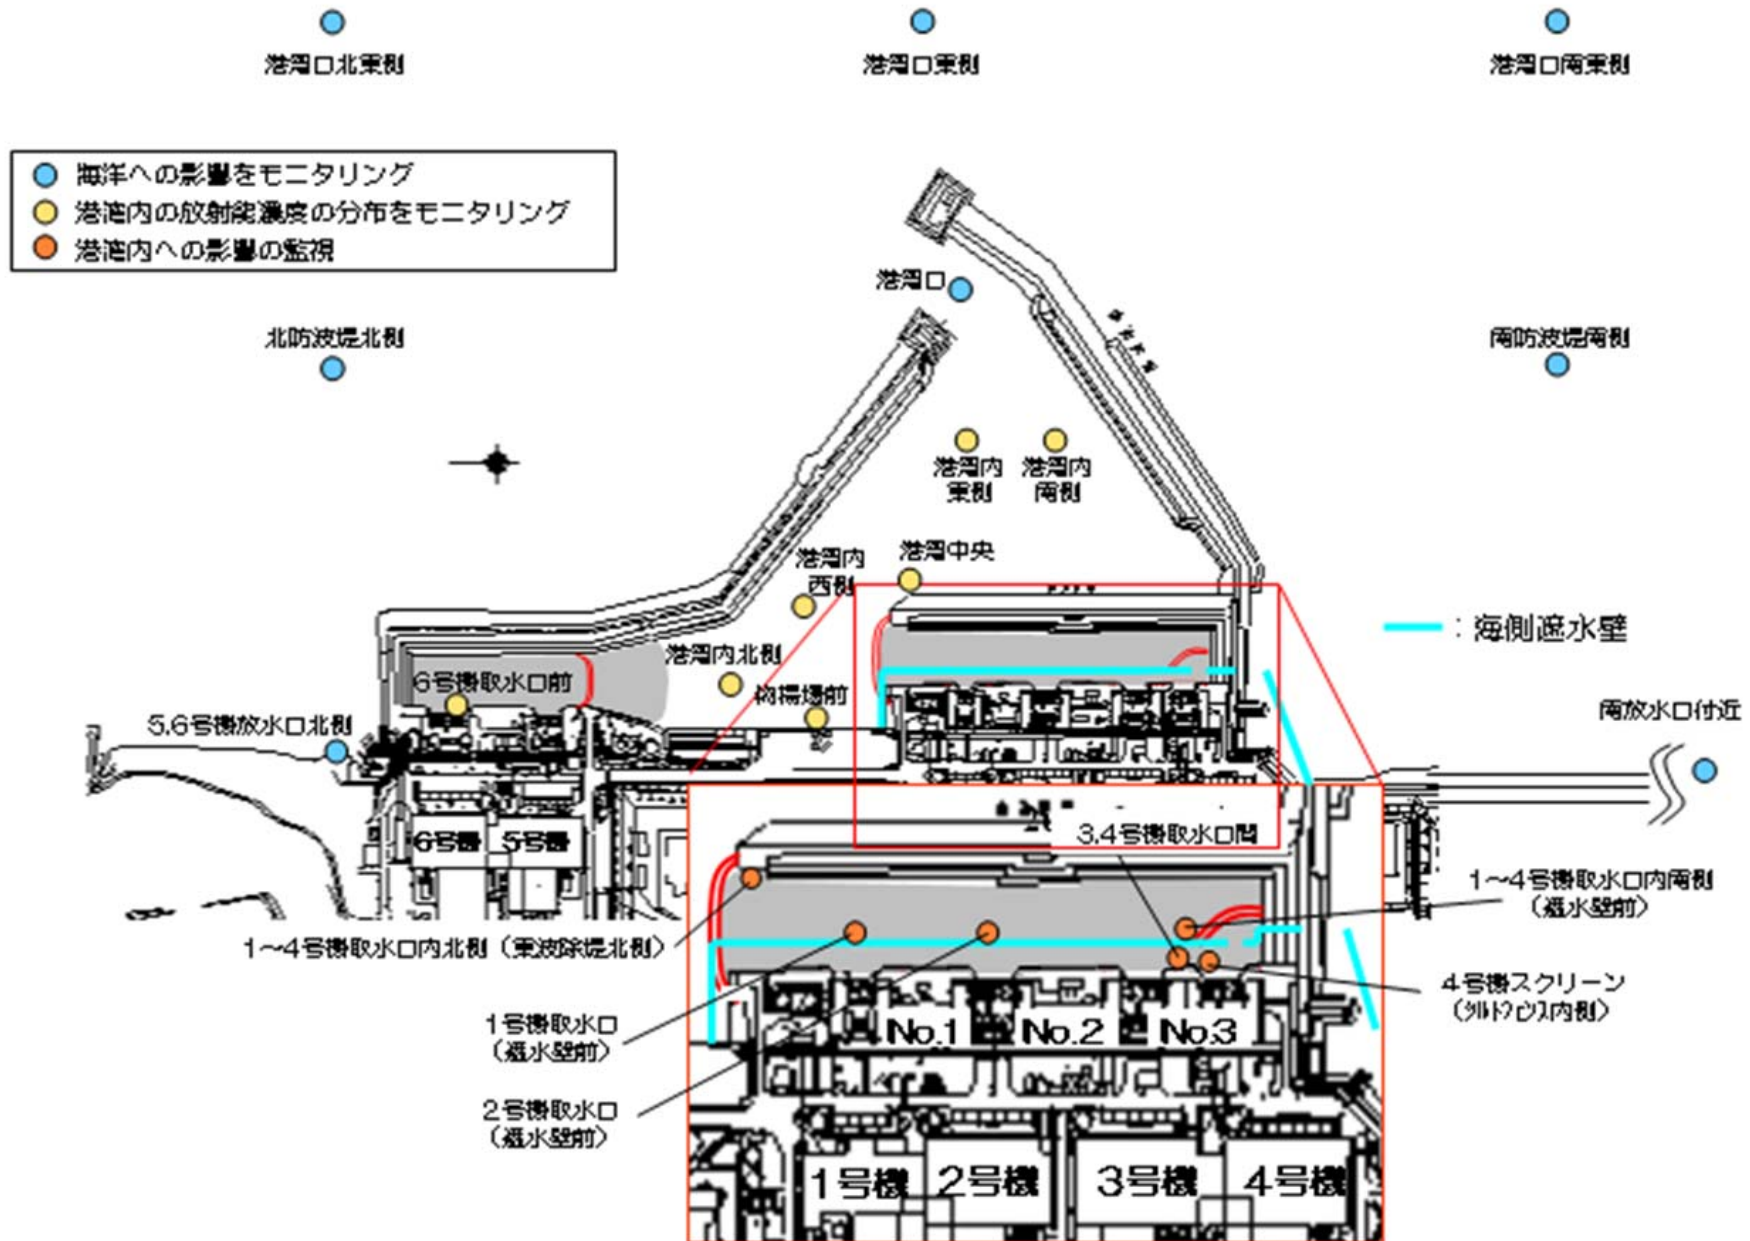 港湾口北東側
港湾口東側
港湾口南東側
海洋への影響をモニタリング
港湾内の放射能濃度の分布をモニタリング
港湾内への影響の監視
港湾口
北防波堤北側
南防波堤南側
港湾内
東側
港湾内
南側
港湾内
西側
港湾中央
:海側遮水壁
港湾内北側
6号機取水口前
物揚場前
5,6号機放水口北側
南放水口付近
6号機
5号機
3,4号機取水口間
1～4号機取水口内南側
(遮水壁前)
1～4号機取水口内北側(東波除堤北側)
4号機スクリーン
(シルトフェンス内側)
1号機取水口
(遮水壁前)
No.1
No.2
No.3
2号機取水口
(遮水壁前)
1号機
2号機
3号機
4号機